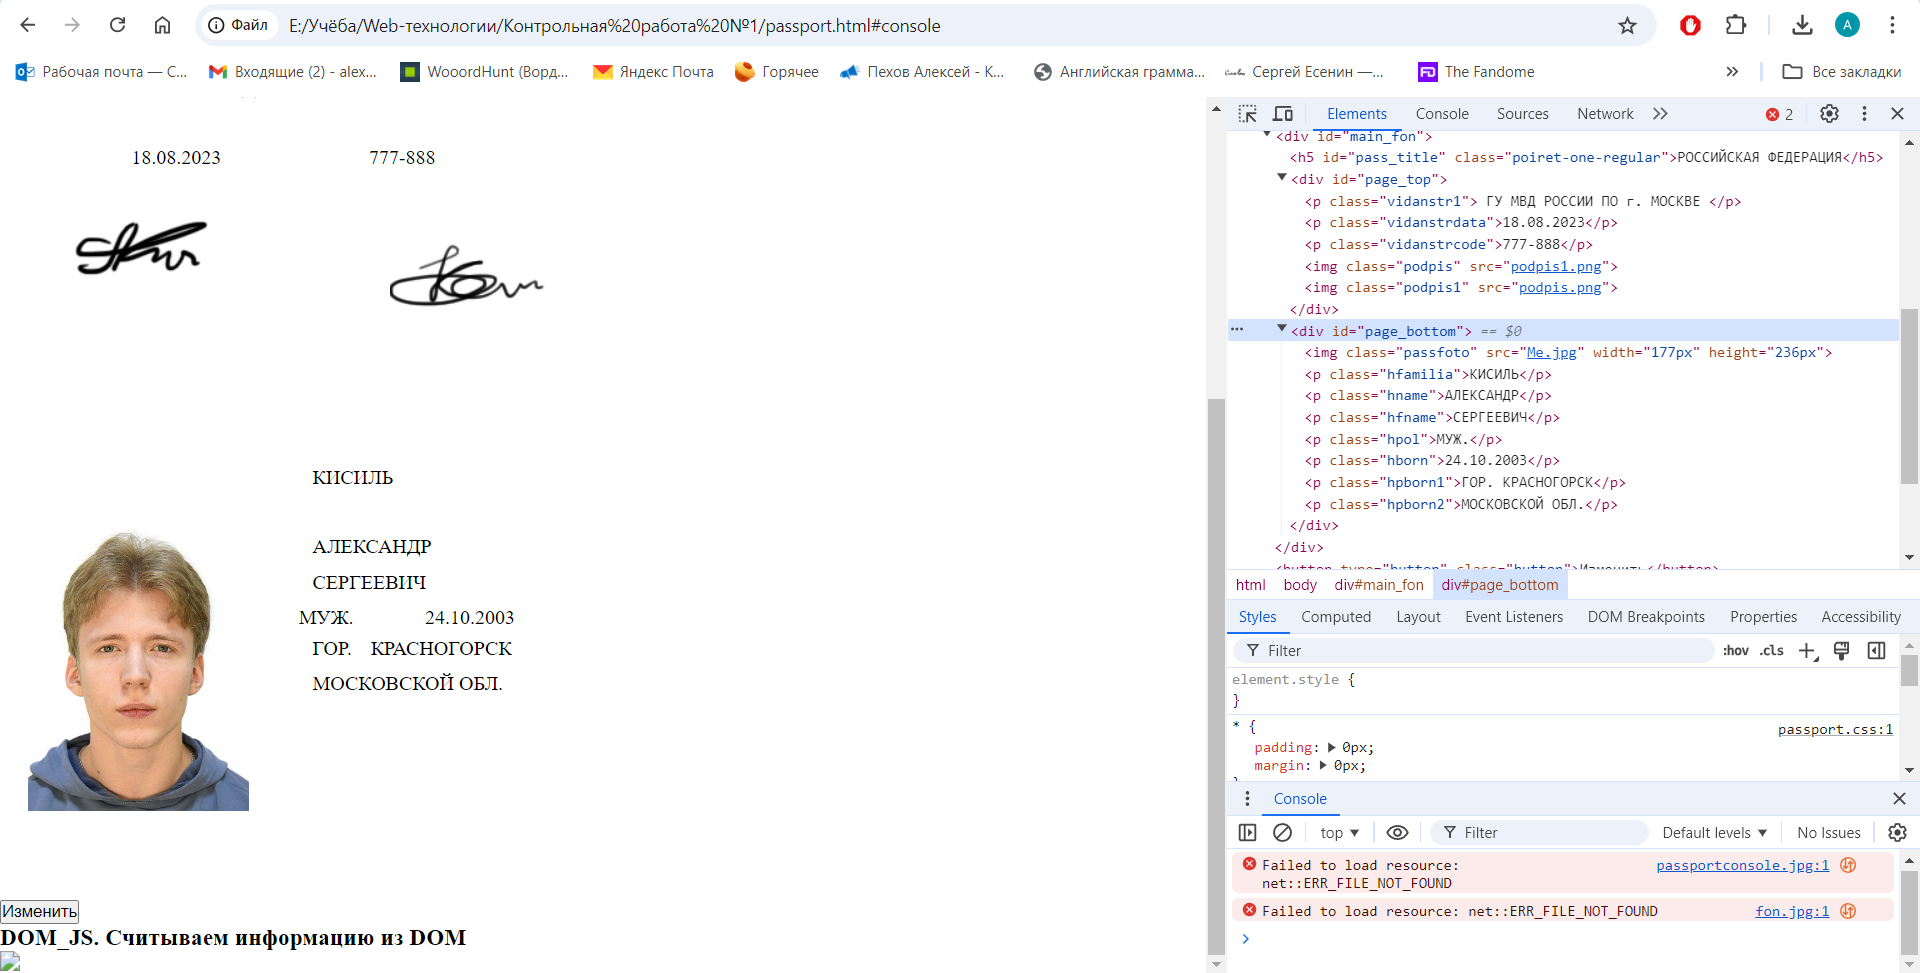 Файл
E:/Учёба/Web-технологии/Контрольная%20работа%20№1/passport.html#console
A
Рабочая почта — С...
Входящие (2) - alex...
WooordHunt (Ворд...
Яндекс Почта
Горячее
Пехов Алексей - К...
Английская грамма...
Сергей Есенин —...
FD The Fandome
Все закладки
18.08.2023 777-888
КИСИЛЬ
АЛЕКСАНДР
СЕРГЕЕВИЧ
МУЖ. 24.10.2003
ГОР. КРАСНОГОРСК
МОСКОВСКОЙ ОБЛ.
Изменить
DOM_JS. Считываем информацию из DOM
Elements Console Sources Network 2
<div id="main_fon">
<h5 id="pass_title" class="poiret-one-regular">РОССИЙСКАЯ ФЕДЕРАЦИЯ</h5>
<div id="page_top">
<p class="vidanstr1"> ГУ МВД РОССИИ ПО г. МОСКВЕ </p>
<p class="vidanstrdata">18.08.2023</p>
<p class="vidanstrcode">777-888</p>
<img class="podpis" src="podpis1.png">
<img class="podpis1" src="podpis.png">
</div>
<div id="page_bottom"> == $0
<img class="passfoto" src="Me.jpg" width="177px" height="236px">
<p class="hfamilia">КИСИЛЬ</p>
<p class="hname">АЛЕКСАНДР</p>
<p class="hfname">СЕРГЕЕВИЧ</p>
<p class="hpol">МУЖ.</p>
<p class="hborn">24.10.2003</p>
<p class="hpborn1">ГОР. КРАСНОГОРСК</p>
<p class="hpborn2">МОСКОВСКОЙ ОБЛ.</p>
</div>
</div>
<button type="button" class="button">Изменить</button>
html body div#main_fon div#page_bottom
Styles Computed Layout Event Listeners DOM Breakpoints Properties Accessibility
Filter :hov .cls
element.style {
}
* { passport.css:1
padding: 0px;
margin: 0px;
}
Console
top Filter Default levels No Issues
Failed to load resource: passportconsole.jpg:1
net::ERR_FILE_NOT_FOUND
Failed to load resource: net::ERR_FILE_NOT_FOUND fon.jpg:1